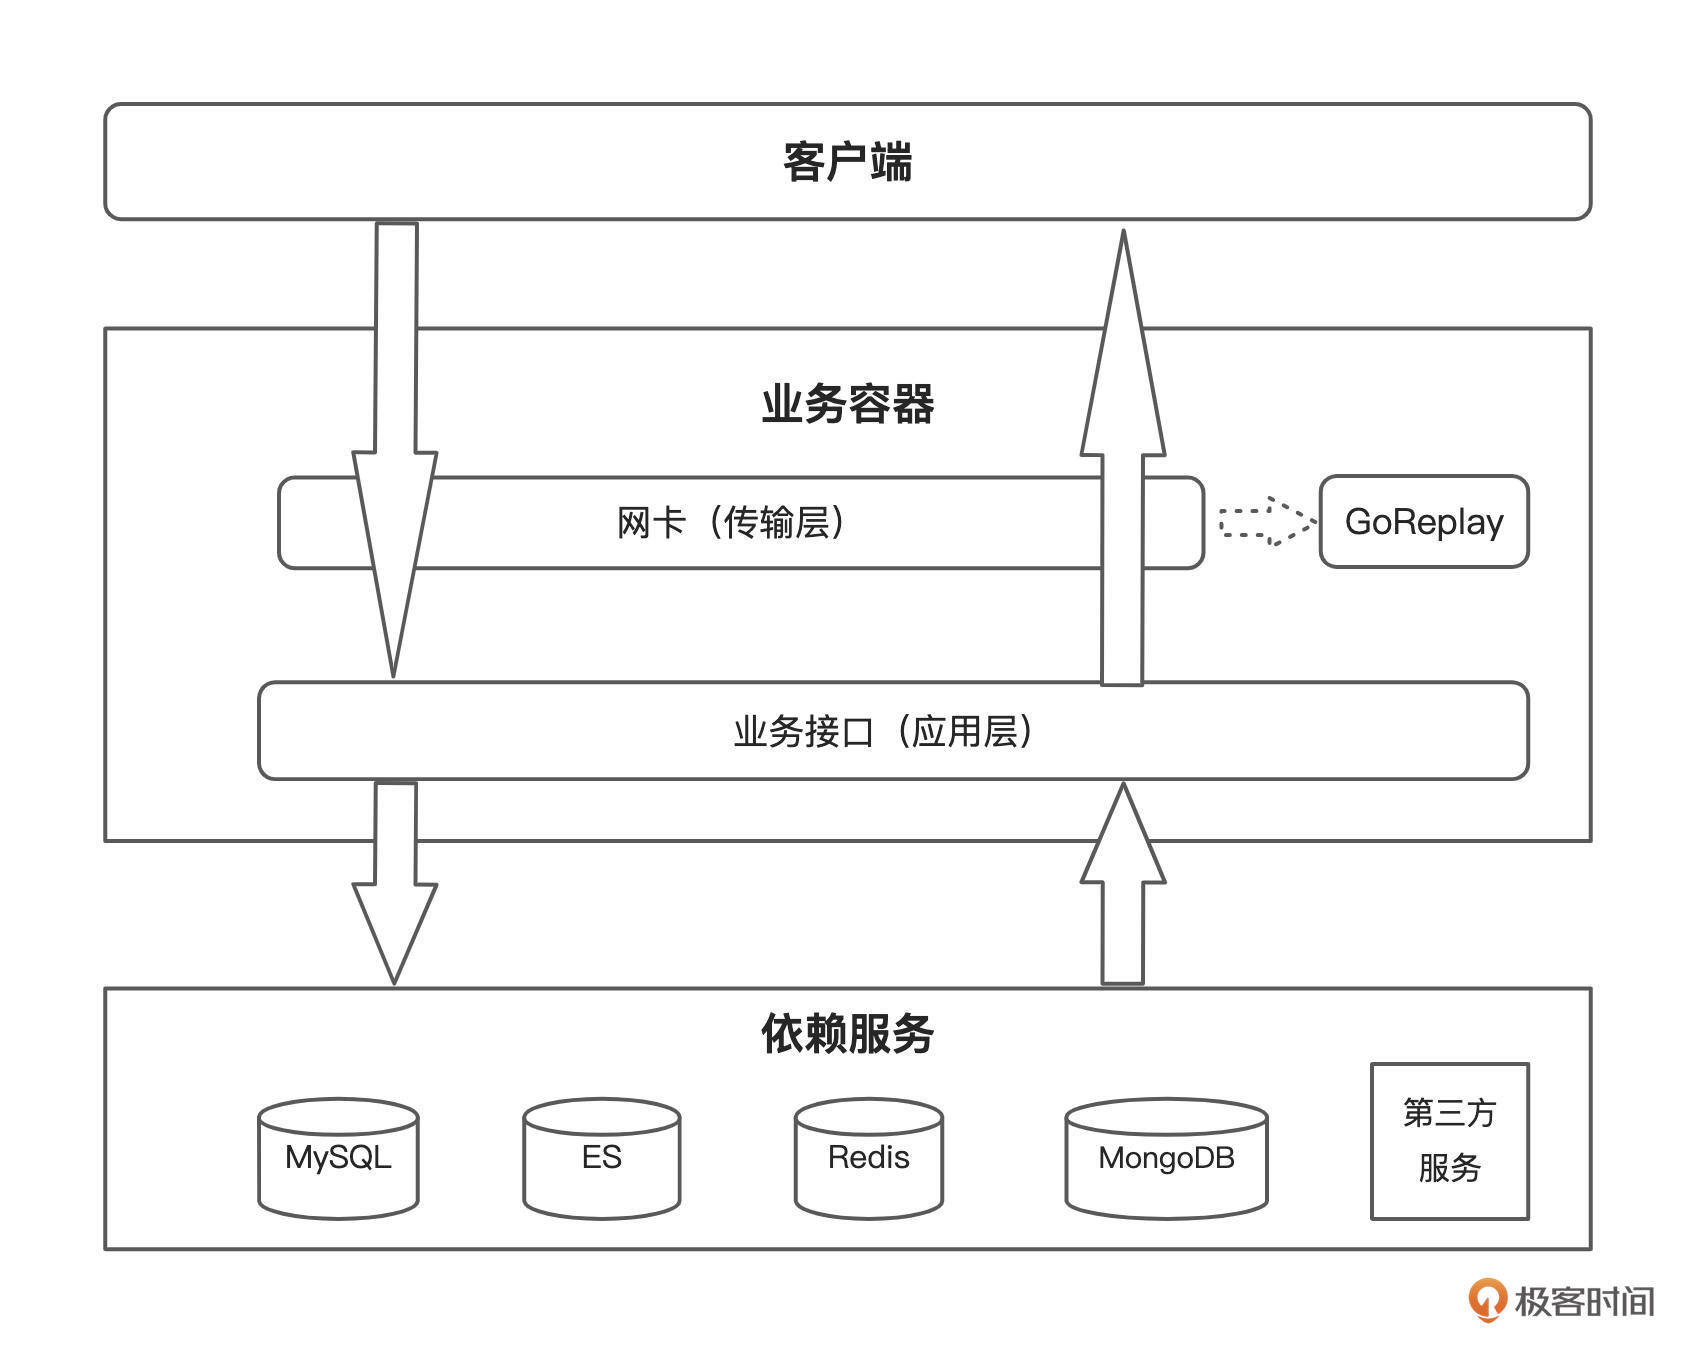 客户端
业务容器
网卡（传输层）
GoReplay
业务接口（应用层）
依赖服务
MySQL
ES
Redis
MongoDB
第三方
服务
极客时间